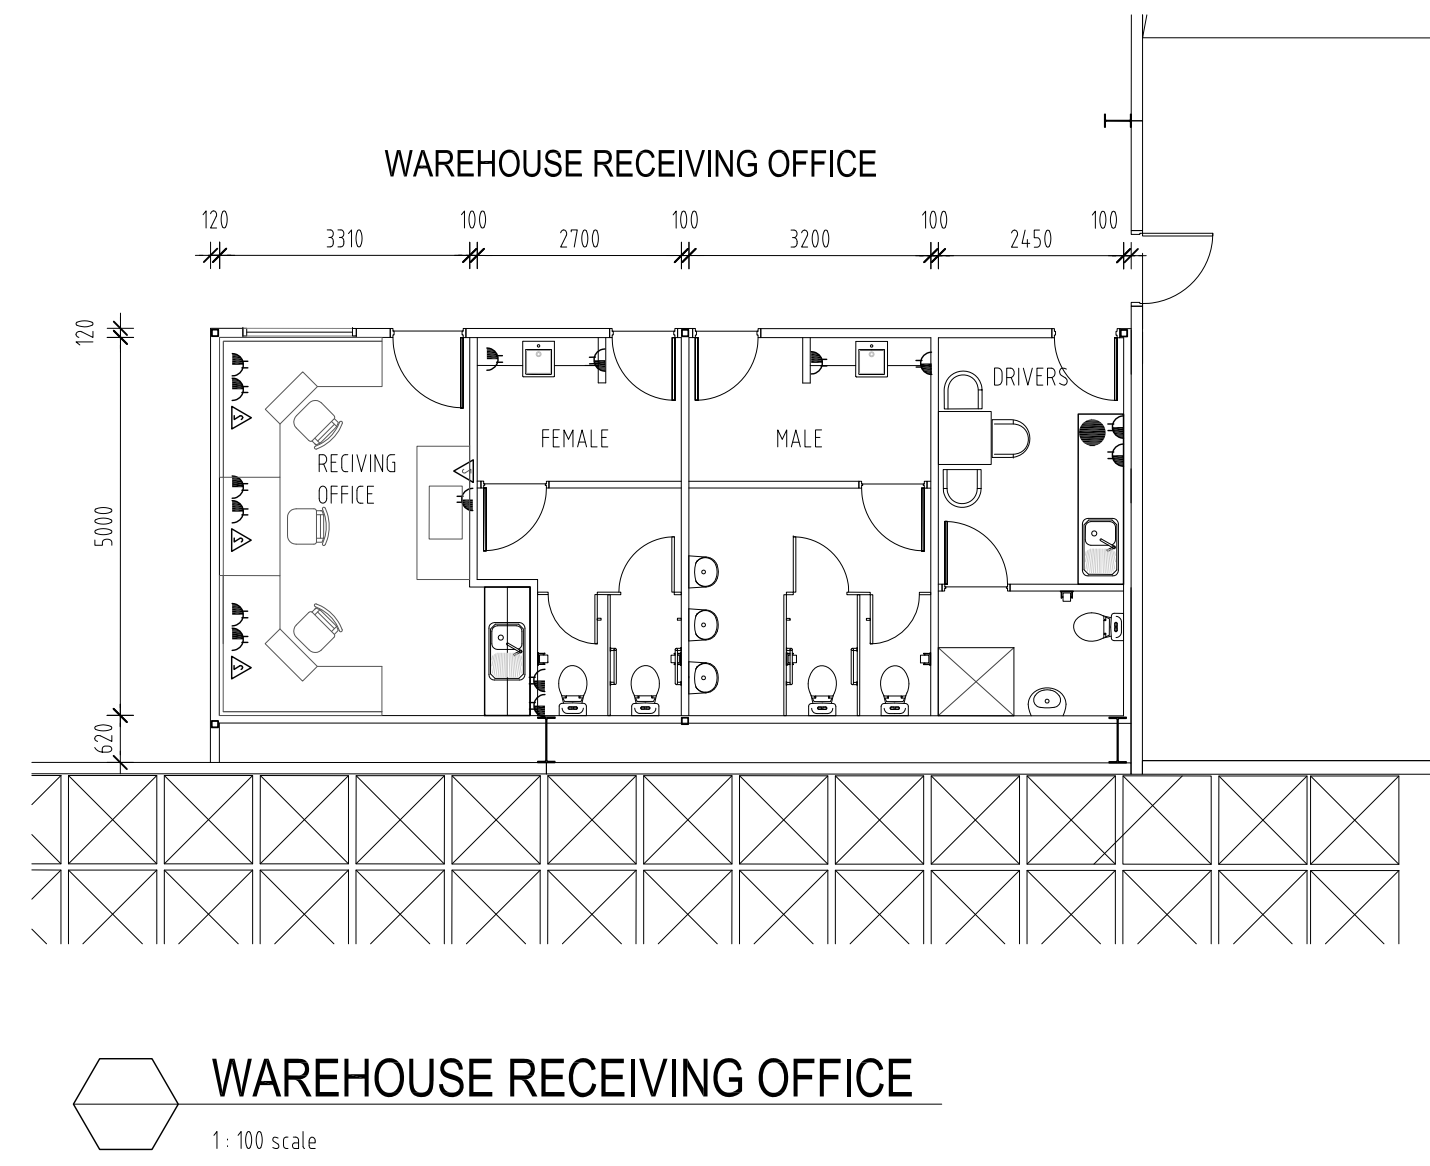 WAREHOUSE RECEIVING OFFICE
120 3310 100 2700 100 3200 100 2450 100
120
5000
620
RECIVING
OFFICE
FEMALE
MALE
DRIVERS
S
S
S
S
WAREHOUSE RECEIVING OFFICE
1 : 100 scale